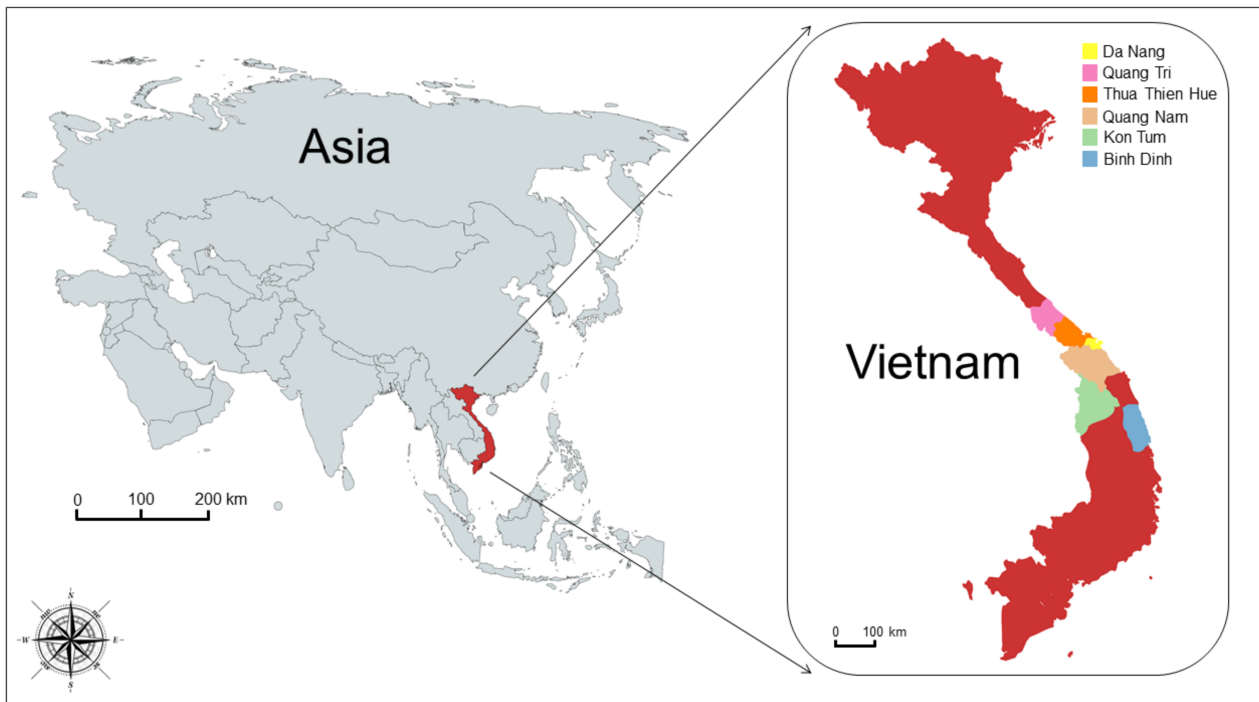 Asia
0 100 200 km
N
W E
S
Vietnam
Da Nang
Quang Tri
Thua Thien Hue
Quang Nam
Kon Tum
Binh Dinh
0 100 km